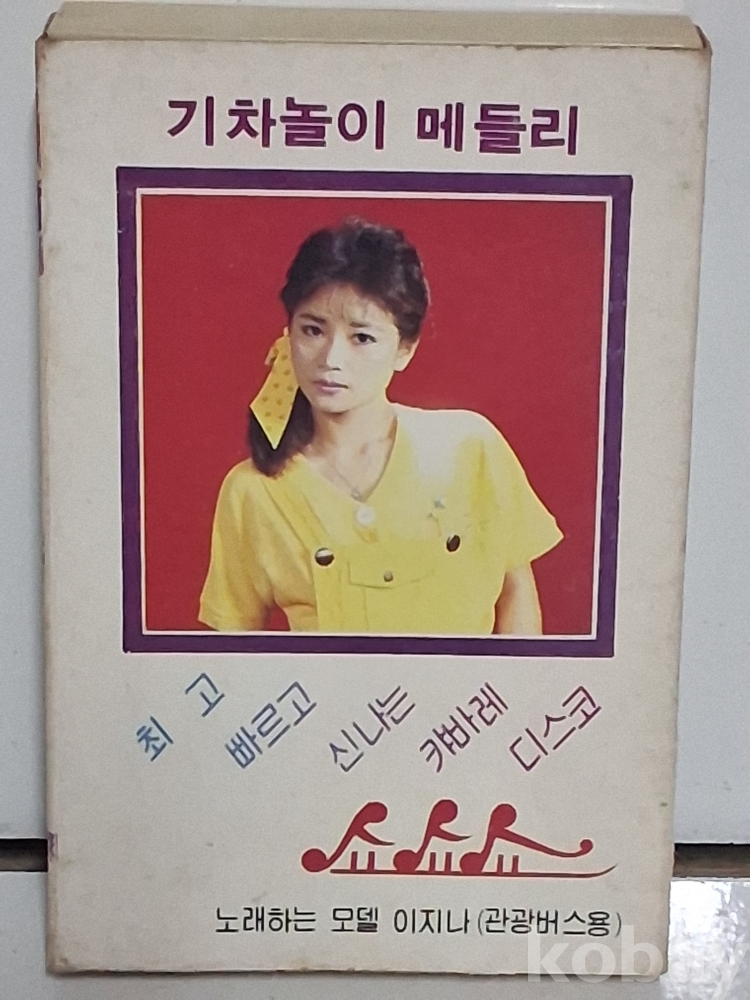 기차놀이 메들리
최고 빠르고 신나는 캬바레 디스코
쇼쇼쇼
노래하는 모델 이지나 (관광버스용)
kobay